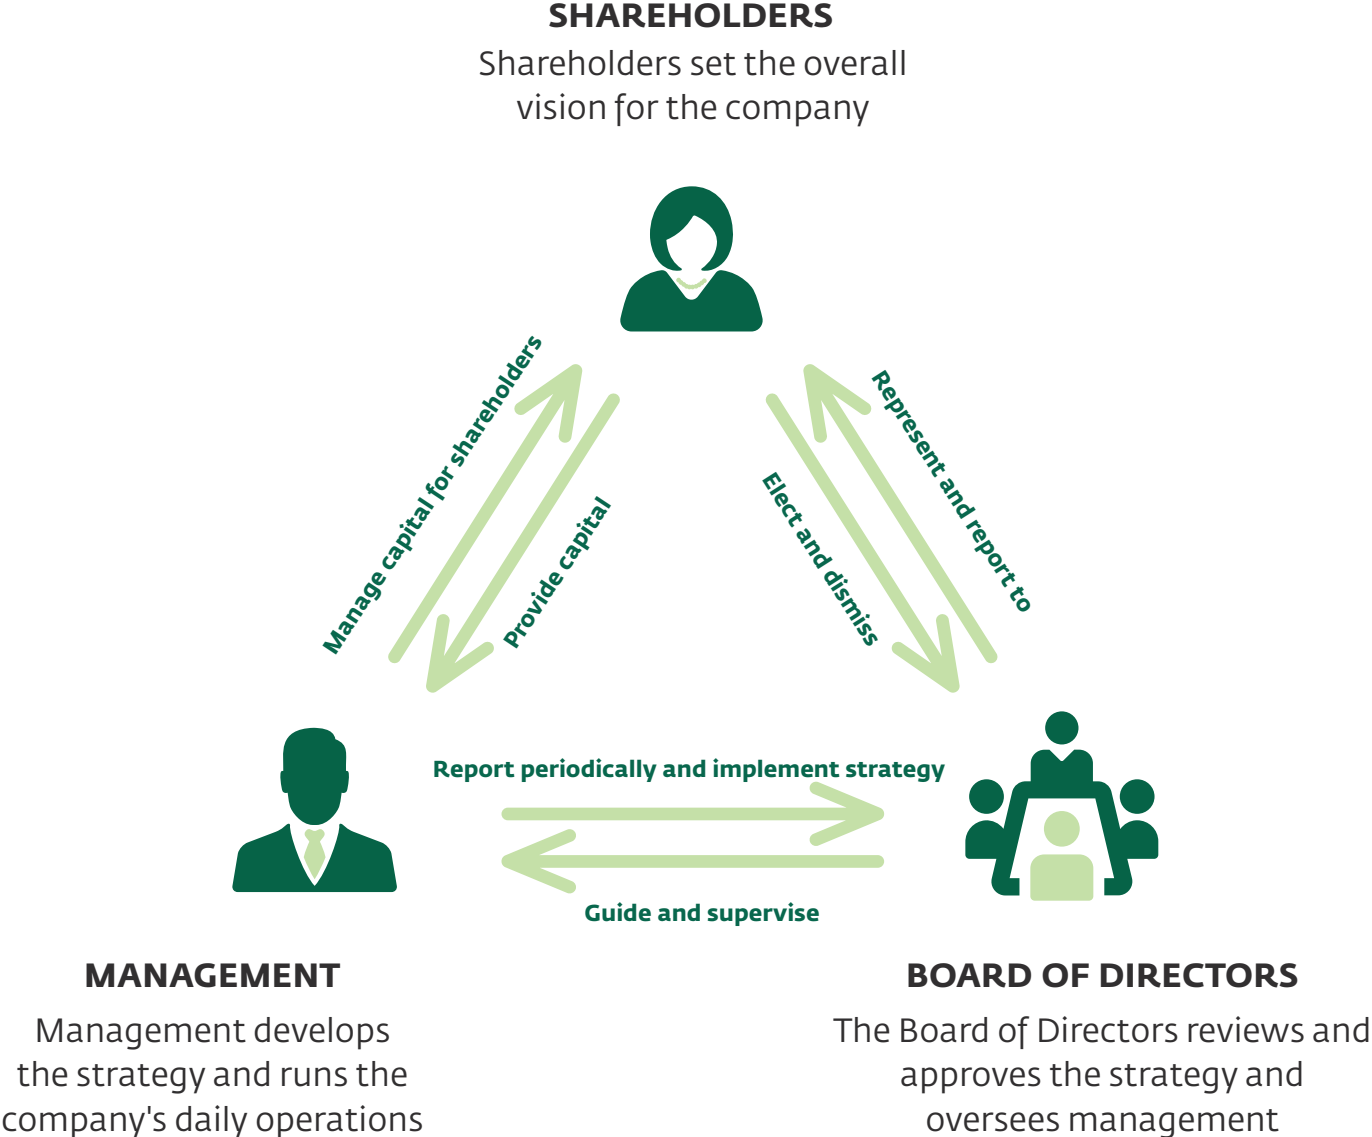 SHAREHOLDERS
Shareholders set the overall
vision for the company
Manage capital for shareholders
Provide capital
Elect and dismiss
Represent and report to
Report periodically and implement strategy
Guide and supervise
MANAGEMENT
Management develops
the strategy and runs the
company's daily operations
BOARD OF DIRECTORS
The Board of Directors reviews and
approves the strategy and
oversees management